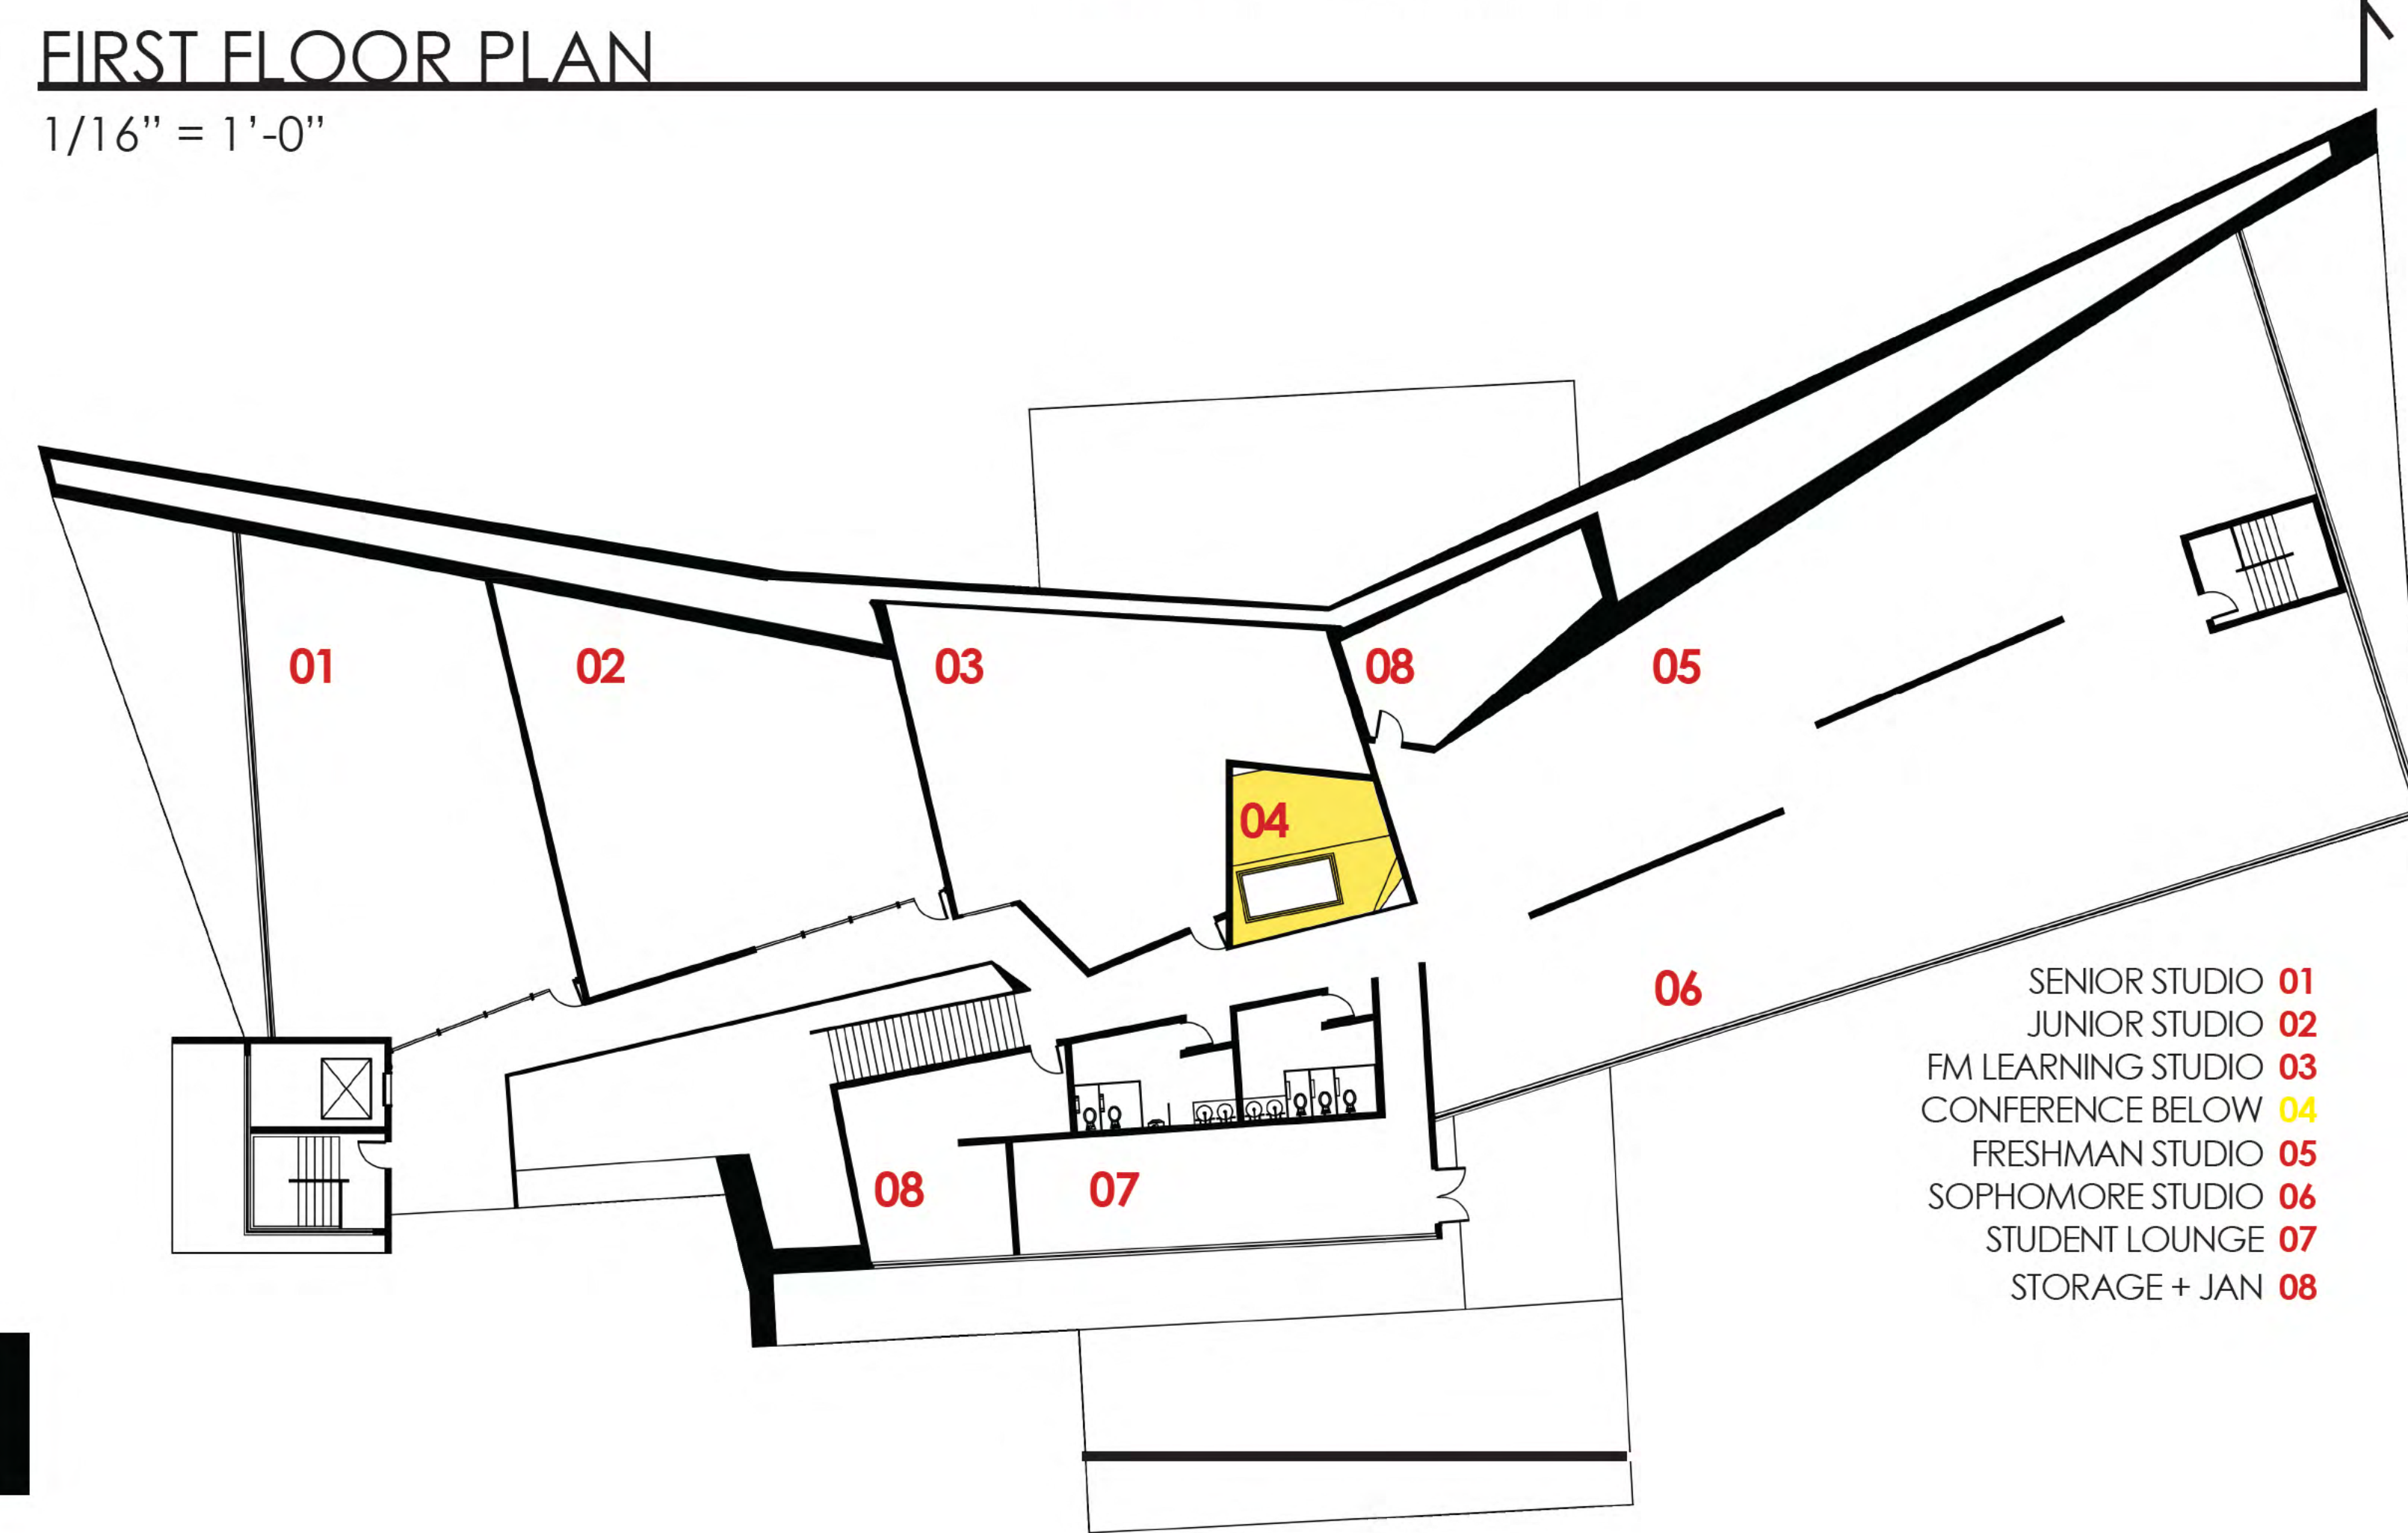 FIRST FLOOR PLAN
1/16” = 1’-0”
01
02
03
08
05
04
06
08
07
SENIOR STUDIO 01
JUNIOR STUDIO 02
FM LEARNING STUDIO 03
CONFERENCE BELOW 04
FRESHMAN STUDIO 05
SOPHOMORE STUDIO 06
STUDENT LOUNGE 07
STORAGE + JAN 08